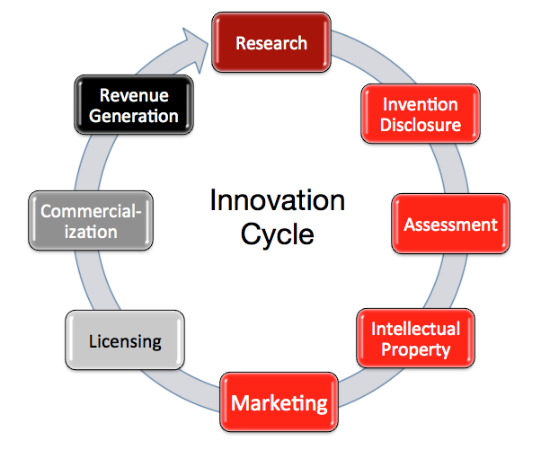 Research
Invention
Disclosure
Assessment
Intellectual
Property
Marketing
Licensing
Commercial-
ization
Revenue
Generation
Innovation
Cycle